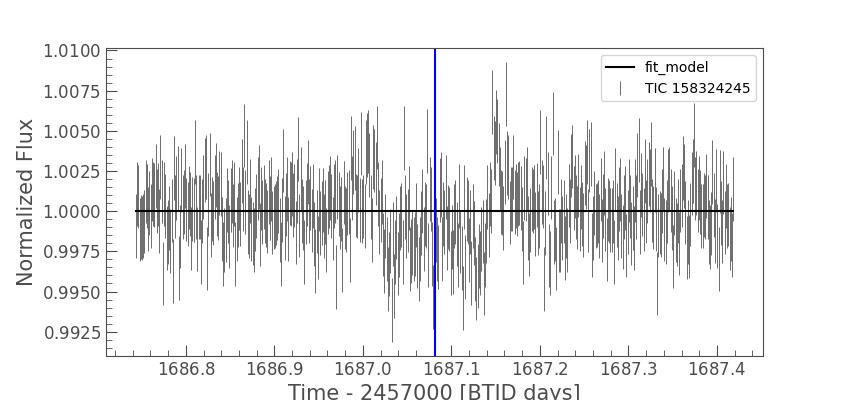 1.0100
1.0075
1.0050
1.0025
1.0000
0.9975
0.9950
0.9925
Normalized Flux
fit_model
TIC 158324245
1686.8 1686.9 1687.0 1687.1 1687.2 1687.3 1687.4
Time - 2457000 [BTJD days]